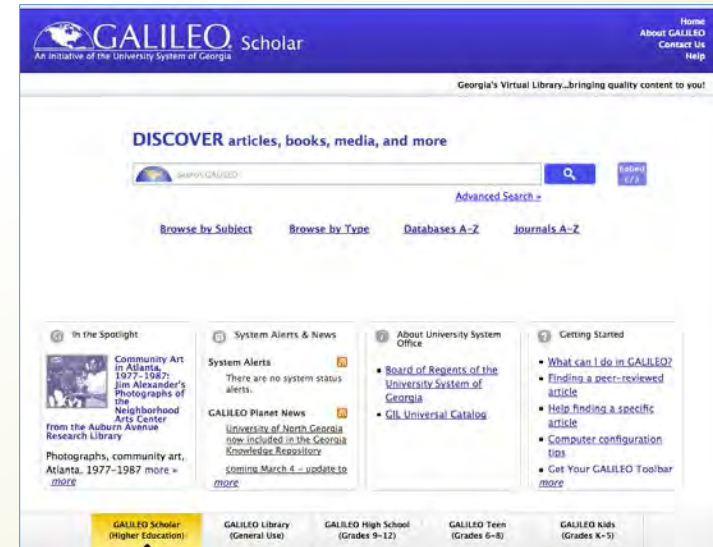 GALILEO Scholar
An Initiative of the University System of Georgia
Home
About GALILEO
Contact Us
Help
Georgia's Virtual Library...bringing quality content to you!
DISCOVER articles, books, media, and more
Search GALILEO
Advanced Search »
Browse by Subject
Browse by Type
Databases A-Z
Journals A-Z
In the Spotlight
Community Art
in Atlanta,
1977-1987:
Jim Alexander's
Photographs of
the
Neighborhood
Arts Center
from the Auburn Avenue
Research Library
Photographs, community art,
Atlanta, 1977-1987 more »
more
System Alerts & News
System Alerts
There are no system status
alerts.
GALILEO Planet News
University of North Georgia
now included in the Georgia
Knowledge Repository
coming March 4 - update to
more
About University System
Office
Board of Regents of the
University System of
Georgia
GIL Universal Catalog
Getting Started
What can I do in GALILEO?
Finding a peer-reviewed
article
Help finding a specific
article
Computer configuration
tips
Get Your GALILEO Toolbar
more
GALILEO Scholar
(Higher Education)
GALILEO Library
(General Use)
GALILEO High School
(Grades 9-12)
GALILEO Teen
(Grades 6-8)
GALILEO Kids
(Grades K-5)